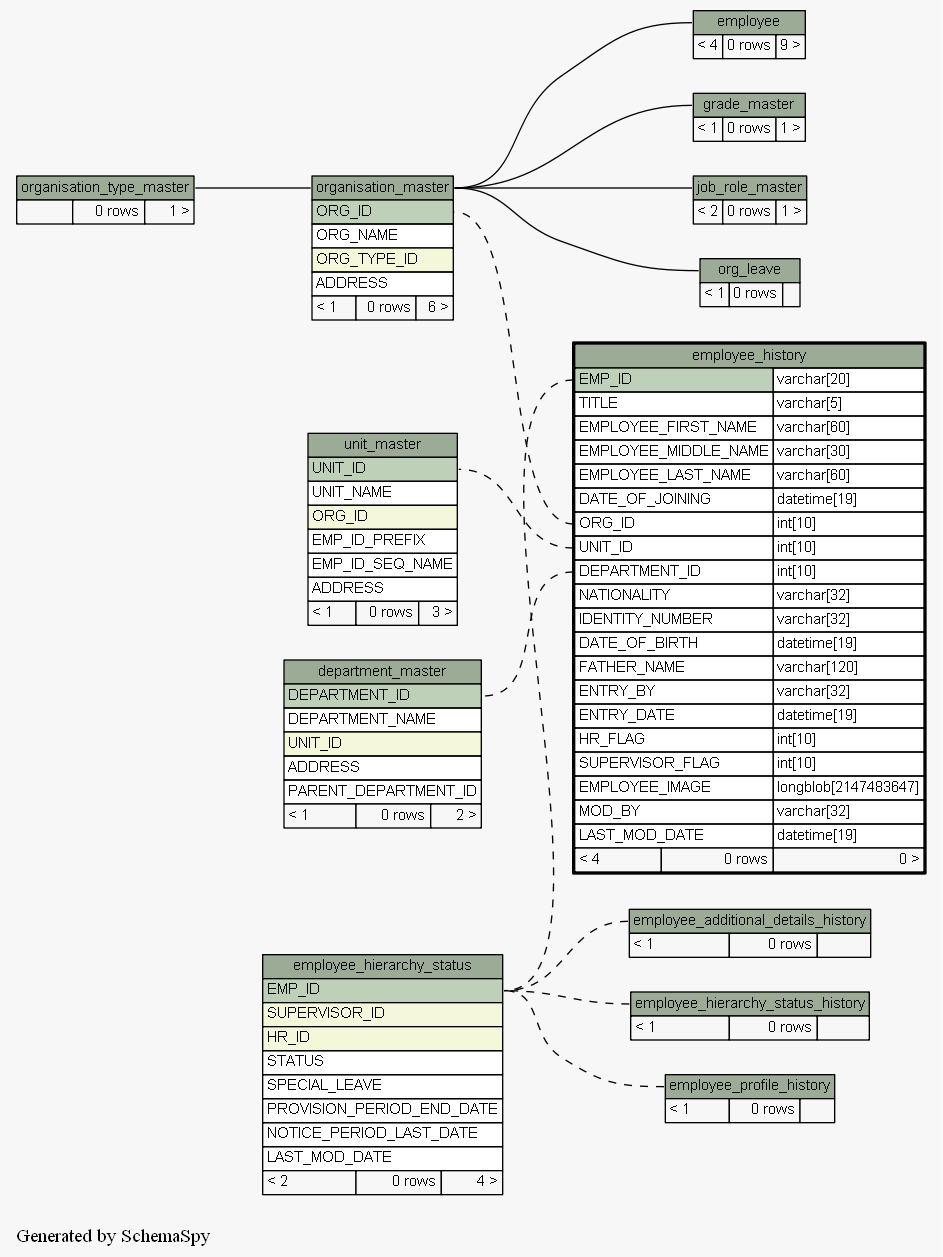 employee
< 4 0 rows 9 >
grade_master
< 1 0 rows 1 >
organisation_type_master
0 rows 1 >
organisation_master
ORG_ID
ORG_NAME
ORG_TYPE_ID
ADDRESS
< 1 0 rows 6 >
job_role_master
< 2 0 rows 1 >
org_leave
< 1 0 rows
employee_history
EMP_ID varchar[20]
TITLE varchar[5]
EMPLOYEE_FIRST_NAME varchar[60]
EMPLOYEE_MIDDLE_NAME varchar[30]
EMPLOYEE_LAST_NAME varchar[60]
DATE_OF_JOINING datetime[19]
ORG_ID int[10]
UNIT_ID int[10]
DEPARTMENT_ID int[10]
NATIONALITY varchar[32]
IDENTITY_NUMBER varchar[32]
DATE_OF_BIRTH datetime[19]
FATHER_NAME varchar[120]
ENTRY_BY varchar[32]
ENTRY_DATE datetime[19]
HR_FLAG int[10]
SUPERVISOR_FLAG int[10]
EMPLOYEE_IMAGE longblob[2147483647]
MOD_BY varchar[32]
LAST_MOD_DATE datetime[19]
< 4 0 rows 0 >
unit_master
UNIT_ID
UNIT_NAME
ORG_ID
EMP_ID_PREFIX
EMP_ID_SEQ_NAME
ADDRESS
< 1 0 rows 3 >
department_master
DEPARTMENT_ID
DEPARTMENT_NAME
UNIT_ID
ADDRESS
PARENT_DEPARTMENT_ID
< 1 0 rows 2 >
employee_additional_details_history
< 1 0 rows
employee_hierarchy_status
EMP_ID
SUPERVISOR_ID
HR_ID
STATUS
SPECIAL_LEAVE
PROVISION_PERIOD_END_DATE
NOTICE_PERIOD_LAST_DATE
LAST_MOD_DATE
< 2 0 rows 4 >
employee_hierarchy_status_history
< 1 0 rows
employee_profile_history
< 1 0 rows
Generated by SchemaSpy